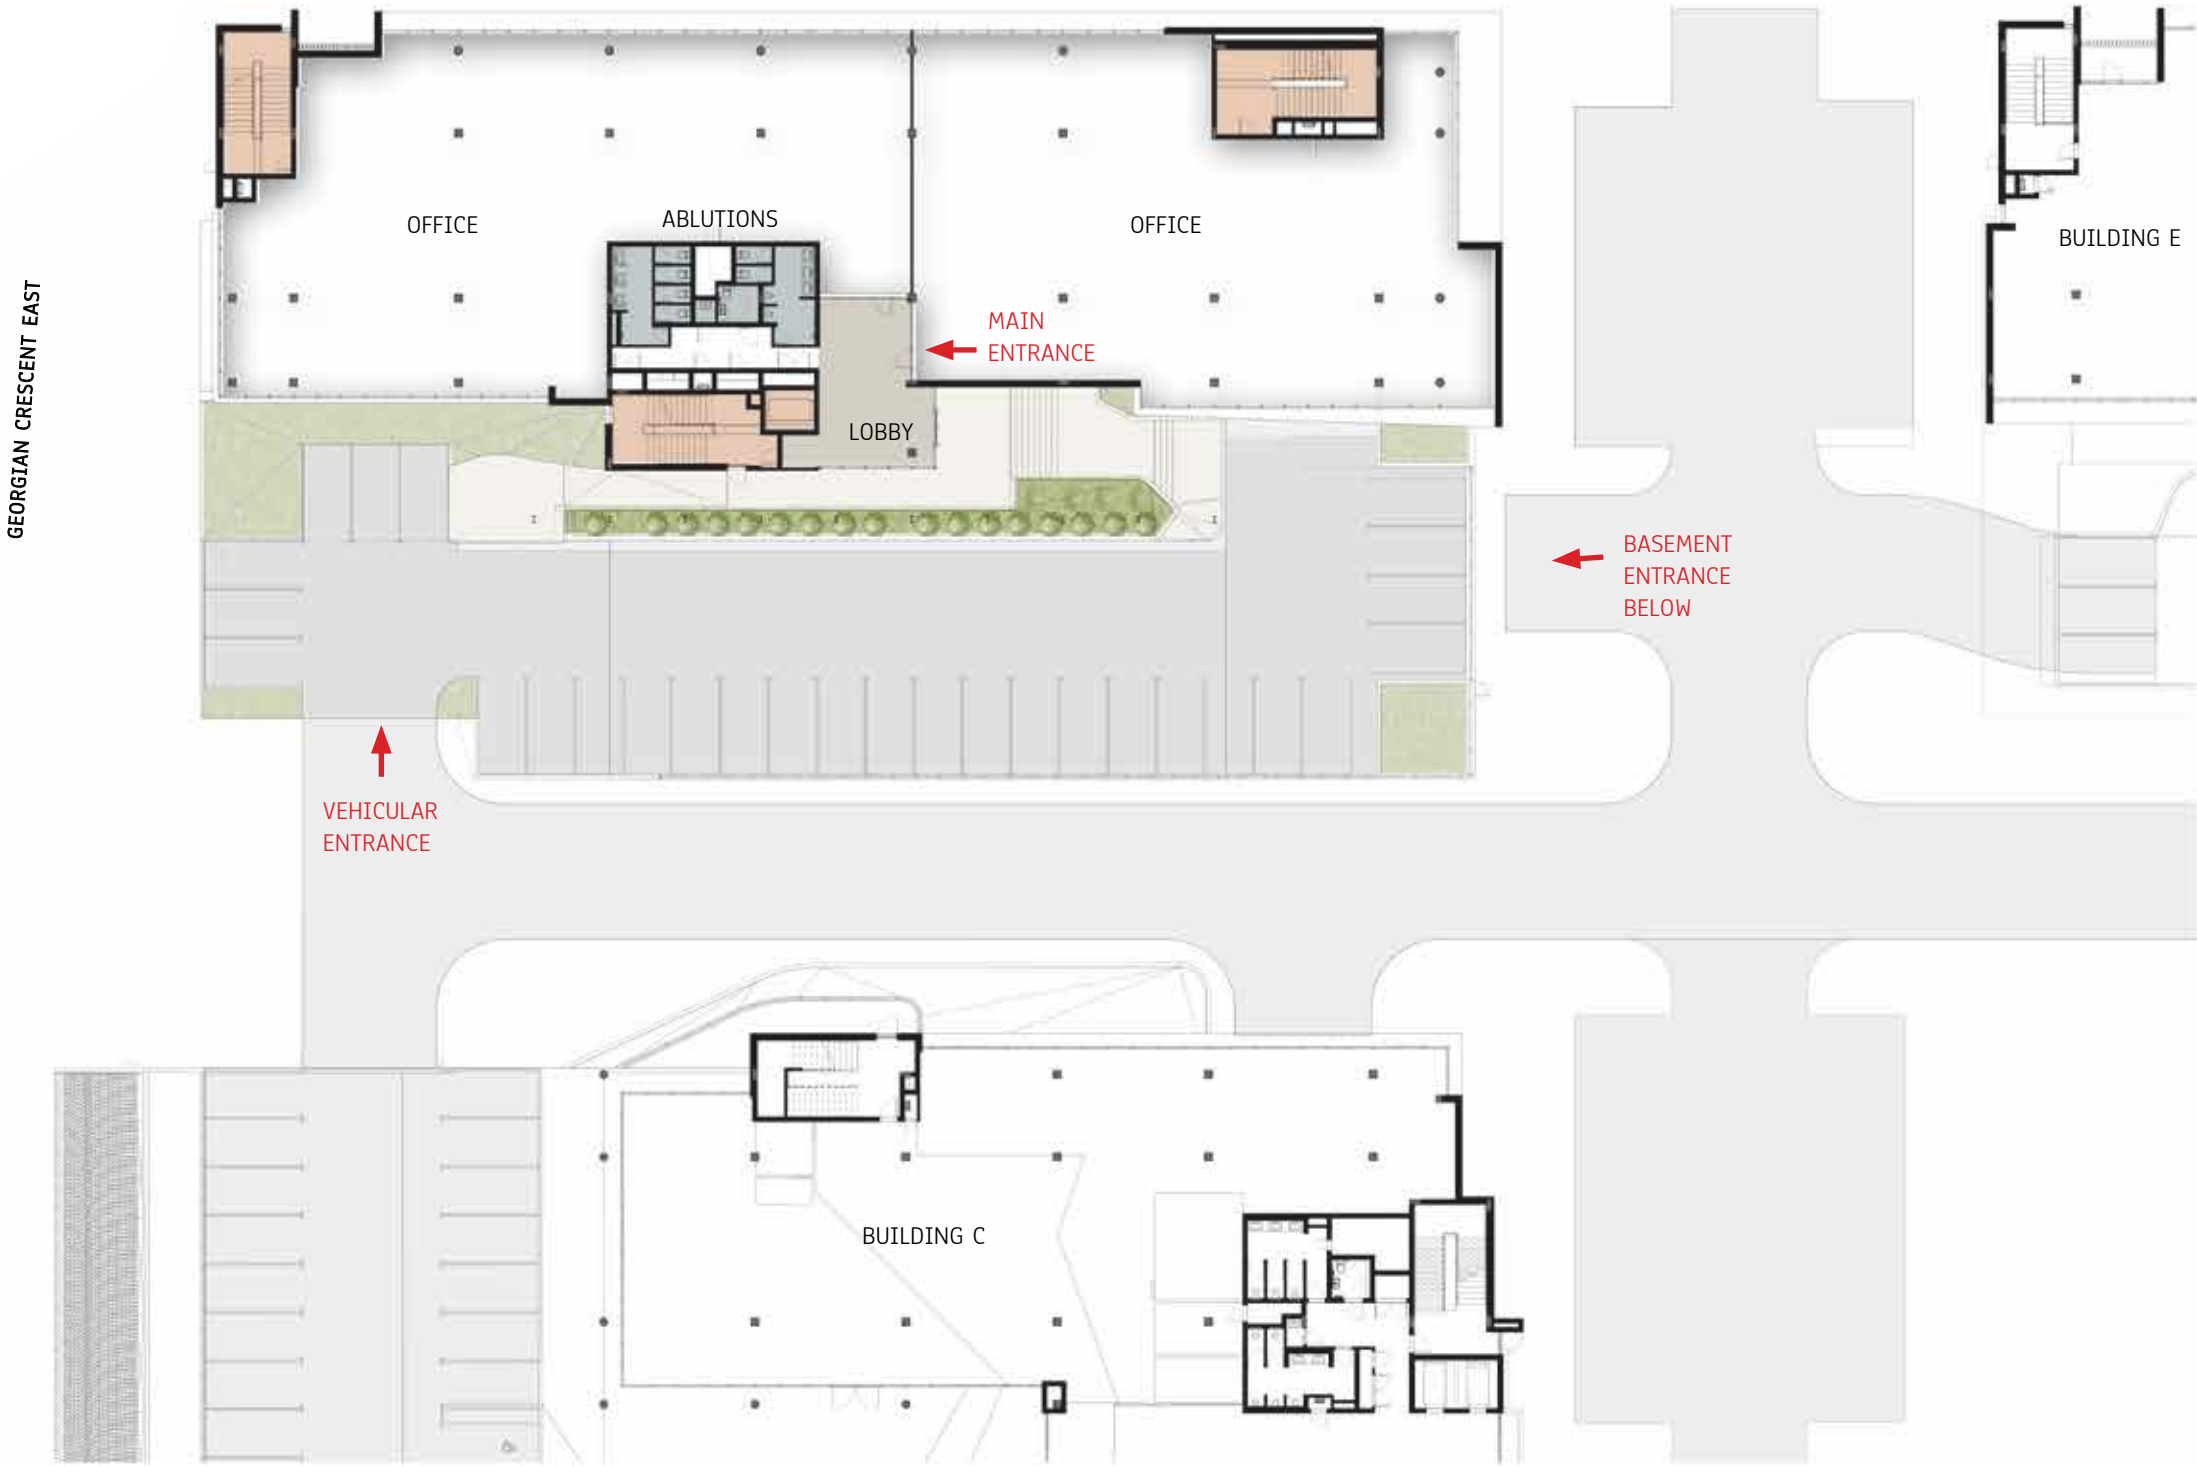 OFFICE
ABLUTIONS
OFFICE
BUILDING E
GEORGIAN CRESCENT EAST
MAIN
ENTRANCE
LOBBY
BASEMENT
ENTRANCE
BELOW
VEHICULAR
ENTRANCE
BUILDING C